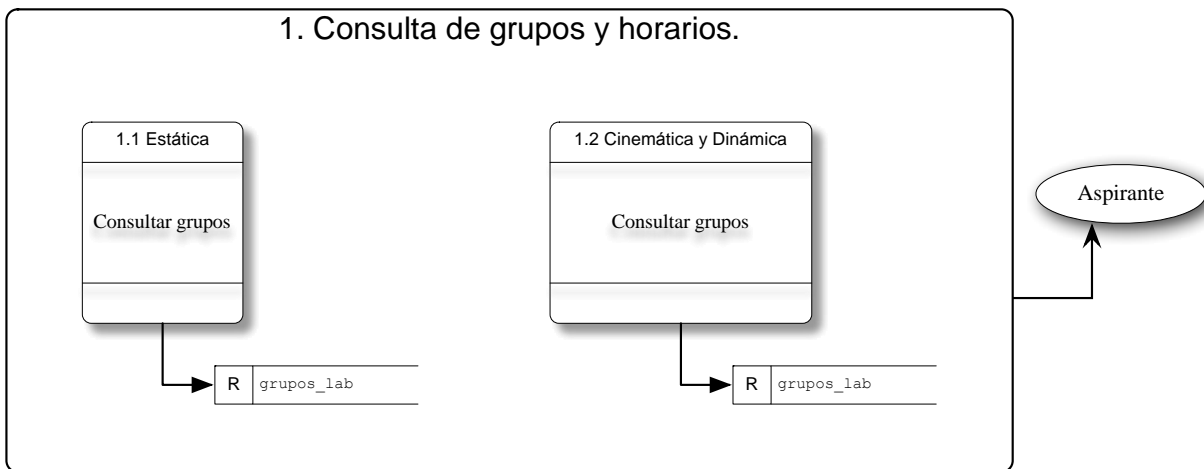 1. Consulta de grupos y horarios.
1.1 Estática
Consultar grupos
R grupos_lab
1.2 Cinemática y Dinámica
Consultar grupos
R grupos_lab
Aspirante